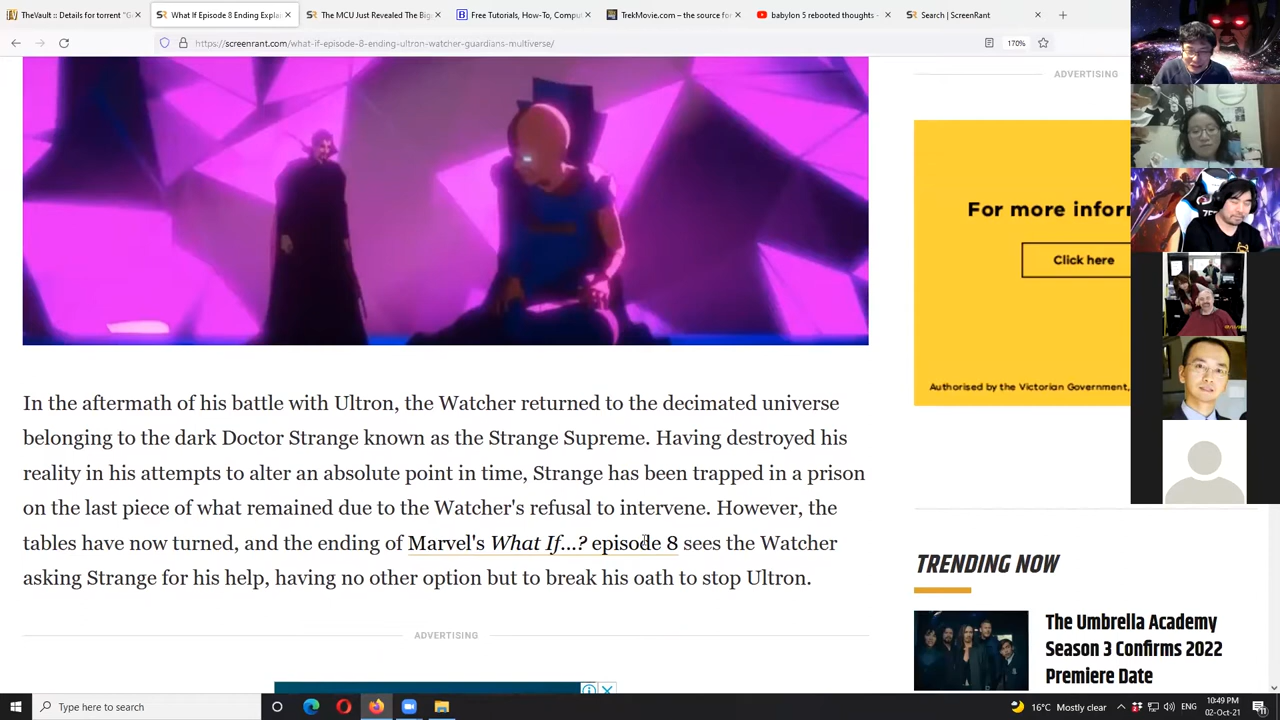 TheVault :: Details for torrent "G
What If Episode 8 Ending Expla
The MCU Just Revealed The Big
Free Tutorials, How-To, Compu
TrekMovie.com – the source for
babylon 5 rebooted thoughts -
Search | ScreenRant
https://screenrant.com/what-if-episode-8-ending-ultron-watcher-guardians-multiverse/
170%
ADVERTISING
For more inforr
Click here
Authorised by the Victorian Government,
In the aftermath of his battle with Ultron, the Watcher returned to the decimated universe
belonging to the dark Doctor Strange known as the Strange Supreme. Having destroyed his
reality in his attempts to alter an absolute point in time, Strange has been trapped in a prison
on the last piece of what remained due to the Watcher's refusal to intervene. However, the
tables have now turned, and the ending of Marvel's What If...? episode 8 sees the Watcher
asking Strange for his help, having no other option but to break his oath to stop Ultron.
ADVERTISING
TRENDING NOW
The Umbrella Academy
Season 3 Confirms 2022
Premiere Date
Type here to search
16°C Mostly clear
ENG
10:49 PM
02-Oct-21